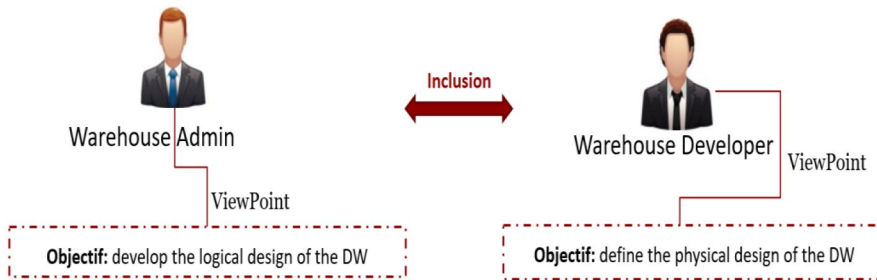 Inclusion
Warehouse Admin
Warehouse Developer
ViewPoint
ViewPoint
Objectif: develop the logical design of the DW
Objectif: define the physical design of the DW